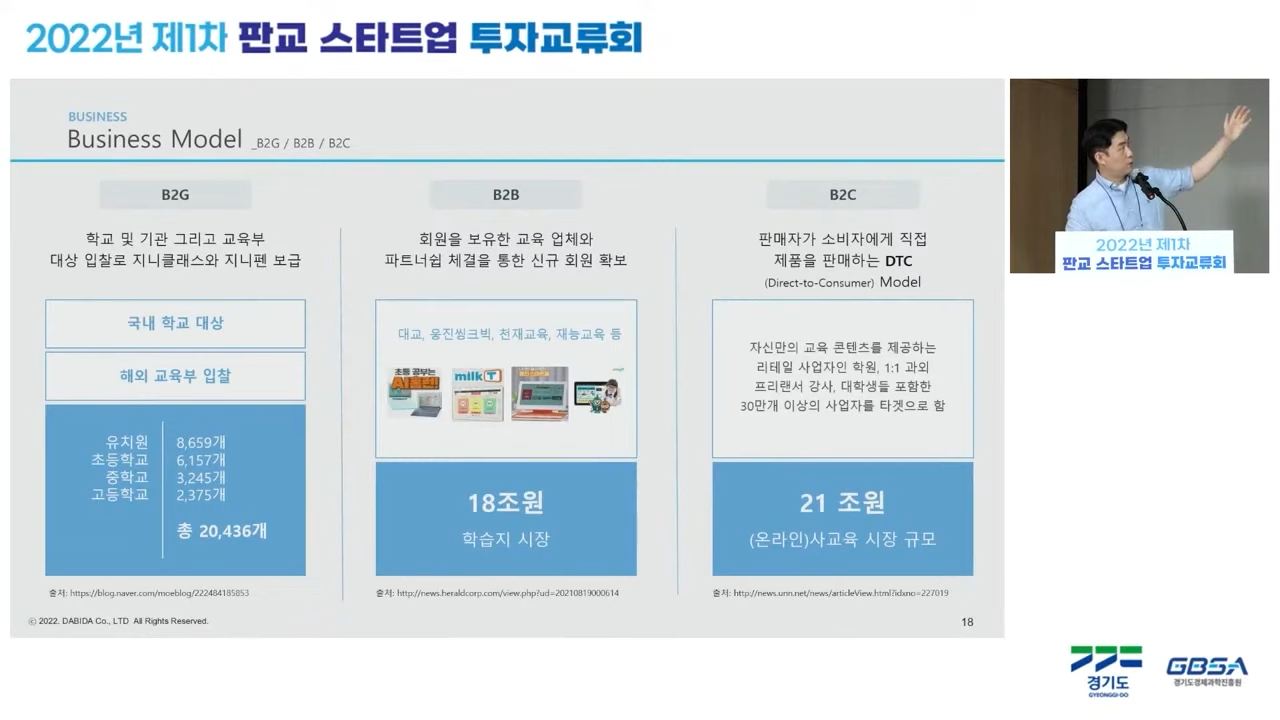 2022년 제1차 판교 스타트업 투자교류회
BUSINESS
Business Model _B2G / B2B / B2C
B2G
학교 및 기관 그리고 교육부
대상 입찰로 지니클래스와 지니펜 보급
국내 학교 대상
해외 교육부 입찰
유치원 8,659개
초등학교 6,157개
중학교 3,245개
고등학교 2,375개
총 20,436개
출처: https://blog.naver.com/moeblog/222484185853
B2B
회원을 보유한 교육 업체와
파트너쉽 체결을 통한 신규 회원 확보
대교, 웅진씽크빅, 천재교육, 재능교육 등
초등 공부는
AI홈런!
milk T
18조원
학습지 시장
출처: http://news.heraldcorp.com/view.php?ud=20210819000614
B2C
판매자가 소비자에게 직접
제품을 판매하는 DTC
(Direct-to-Consumer) Model
자신만의 교육 콘텐츠를 제공하는
리테일 사업자인 학원, 1:1 과외
프리랜서 강사, 대학생들 포함한
30만개 이상의 사업자를 타겟으로 함
21 조원
(온라인)사교육 시장 규모
출처: http://news.unn.net/news/articleView.html?idxno=227019
ⓒ 2022. DABIDA Co., LTD All Rights Reserved.
18
2022년 제1차
판교 스타트업 투자교류회
경기도
GYEONGGI-DO
GBSA
경기도경제과학진흥원